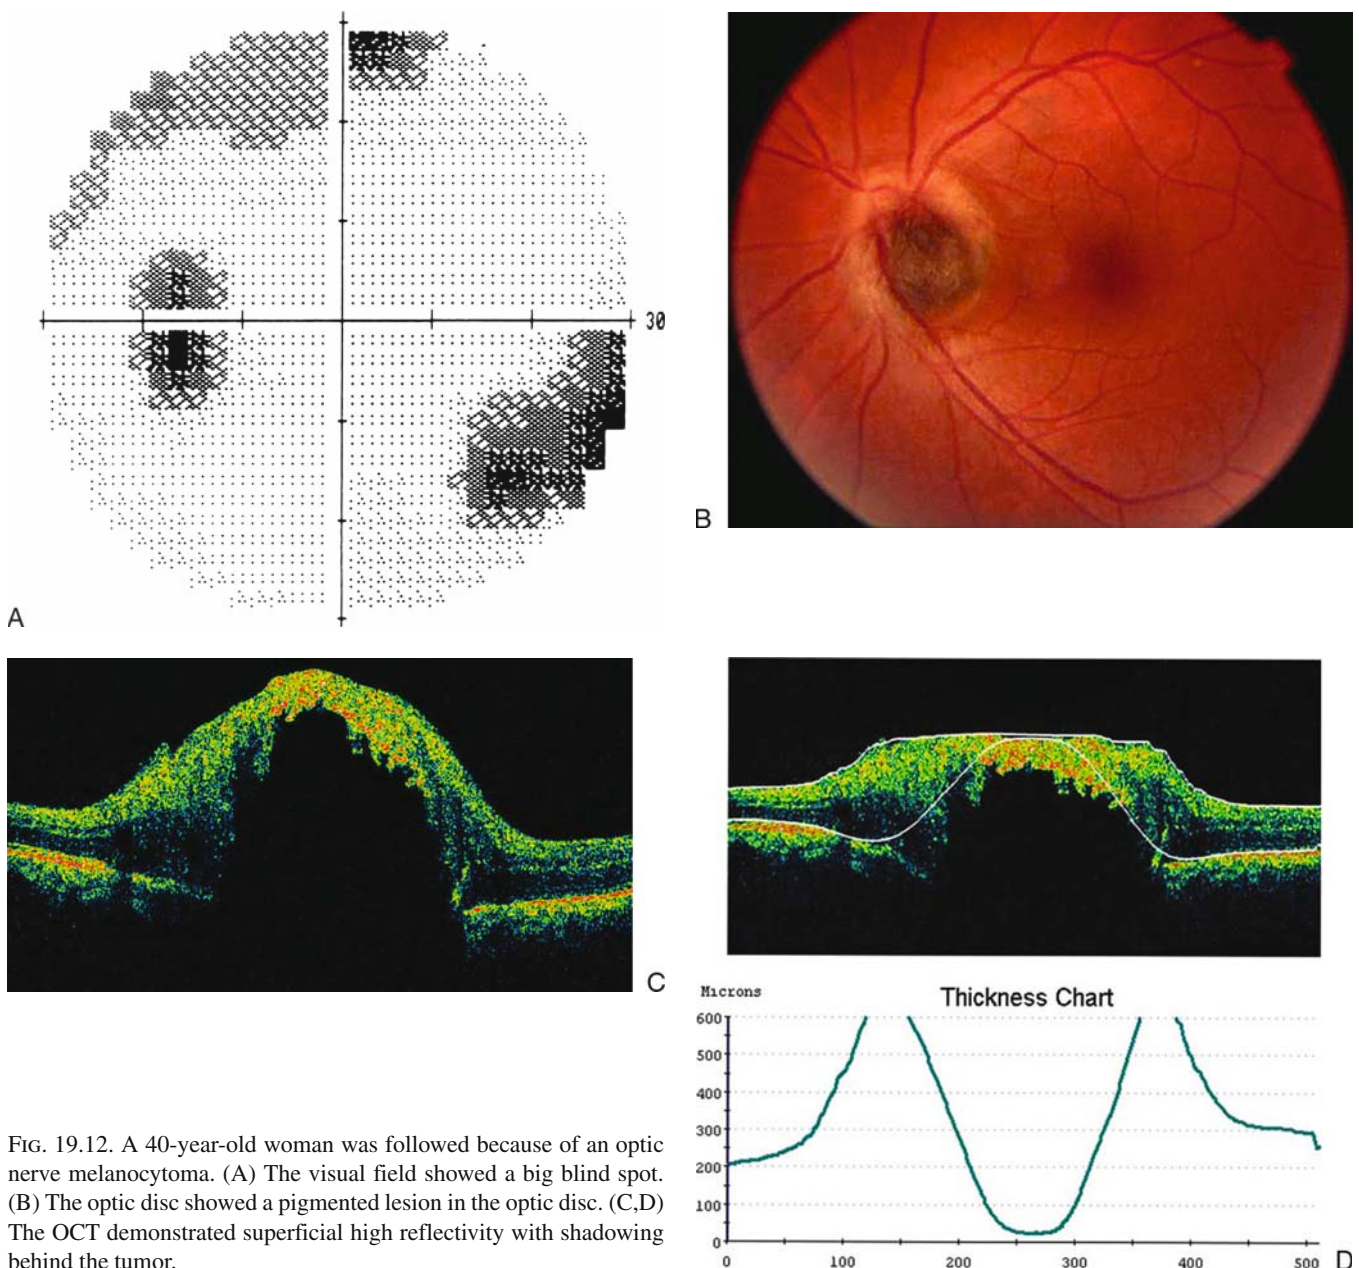 30
A
B
C
Microns
Thickness Chart
600
500
400
300
200
100
0
0 100 200 300 400 500
D
FIG. 19.12. A 40-year-old woman was followed because of an optic
nerve melanocytoma. (A) The visual field showed a big blind spot.
(B) The optic disc showed a pigmented lesion in the optic disc. (C,D)
The OCT demonstrated superficial high reflectivity with shadowing
behind the tumor.